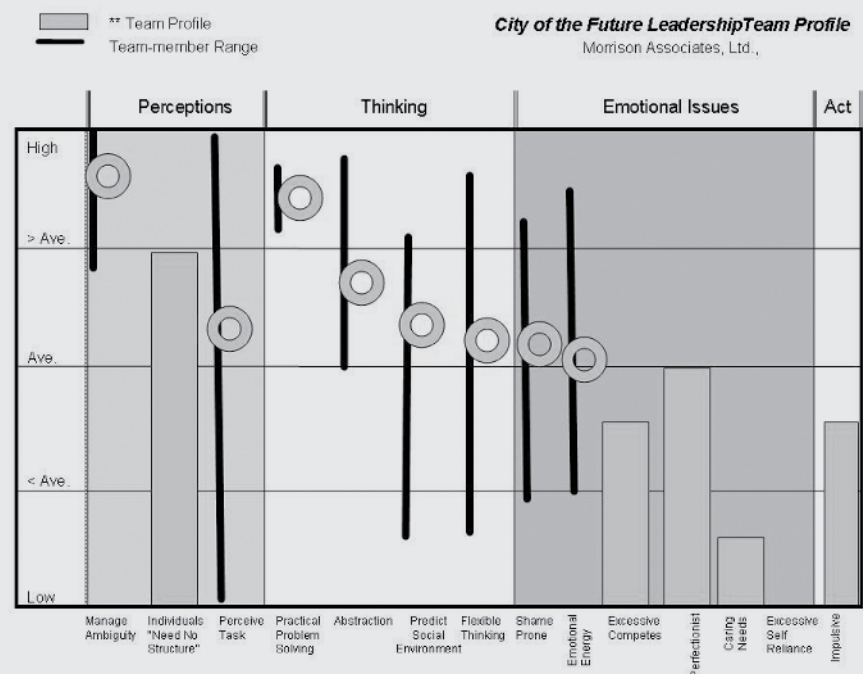 ** Team Profile
Team-member Range
City of the Future LeadershipTeam Profile
Morrison Associates, Ltd.,
Perceptions
Thinking
Emotional Issues
Act
High
> Ave.
Ave.
< Ave.
Low
Manage
Ambiguity
Individuals
"Need No
Structure"
Perceive
Task
Practical
Problem
Solving
Abstraction
Predict
Social
Environment
Flexible
Thinking
Shame
Prone
Emotional
Energy
Excessive
Competes
Perfectionist
Caring
Needs
Excessive
Self
Reliance
Impulsive